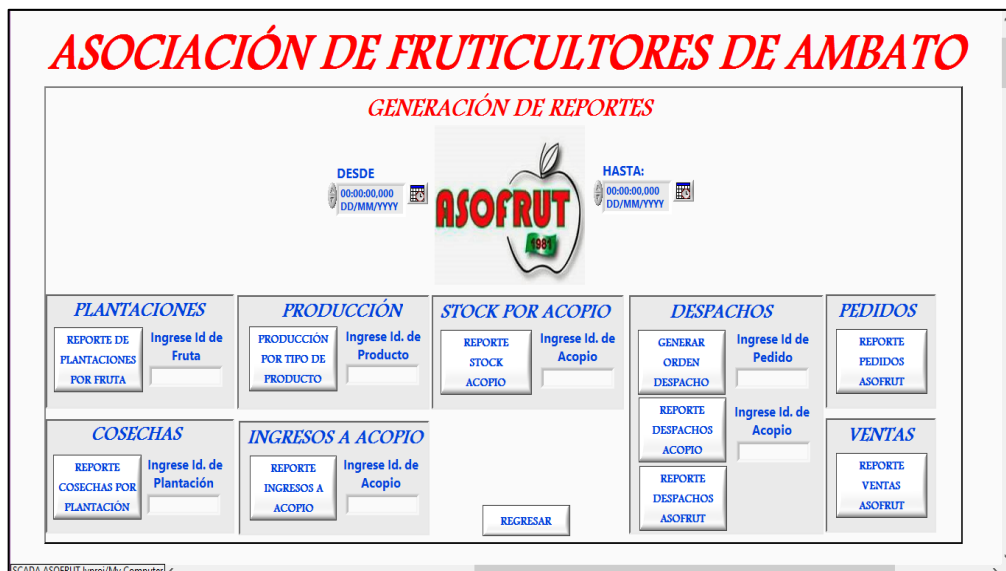 ASOCIACIÓN DE FRUTICULTORES DE AMBATO
GENERACIÓN DE REPORTES
DESDE
00:00:00,000
DD/MM/YYYY
ASOFRUT
1981
HASTA:
00:00:00,000
DD/MM/YYYY
PLANTACIONES
REPORTE DE
PLANTACIONES
POR FRUTA
Ingrese Id de
Fruta
PRODUCCIÓN
PRODUCCIÓN
POR TIPO DE
PRODUCTO
Ingrese Id. de
Producto
STOCK POR ACOPIO
REPORTE
STOCK
ACOPIO
Ingrese Id. de
Acopio
DESPACHOS
GENERAR
ORDEN
DESPACHO
Ingrese Id de
Pedido
REPORTE
DESPACHOS
ACOPIO
Ingrese Id. de
Acopio
REPORTE
DESPACHOS
ASOFRUT
PEDIDOS
REPORTE
PEDIDOS
ASOFRUT
COSECHAS
REPORTE
COSECHAS POR
PLANTACIÓN
Ingrese Id. de
Plantación
INGRESOS A ACOPIO
REPORTE
INGRESOS A
ACOPIO
Ingrese Id. de
Acopio
REGRESAR
VENTAS
REPORTE
VENTAS
ASOFRUT
SCADA ASOFRUT.lvproj/My Computer